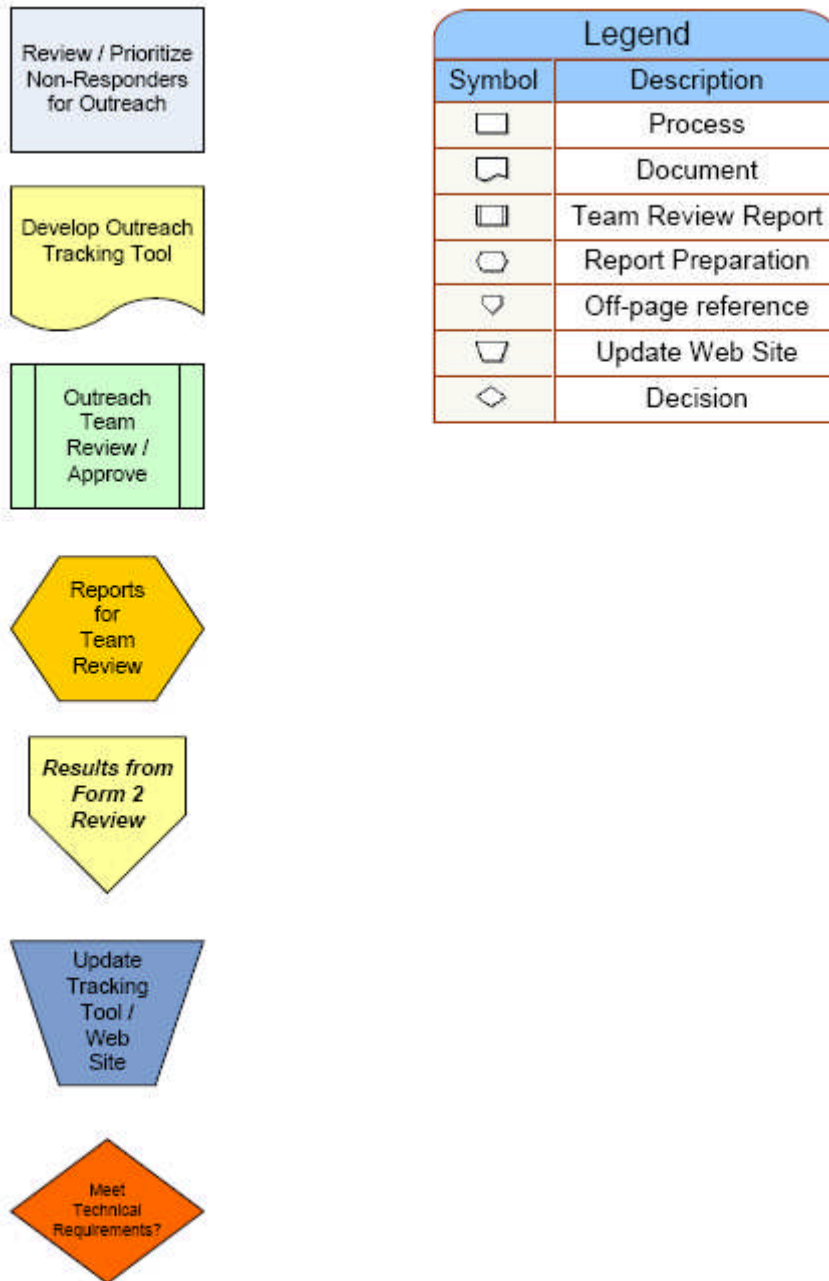 Review / Prioritize
Non-Responders
for Outreach
Develop Outreach
Tracking Tool
Outreach
Team
Review /
Approve
Reports
for
Team
Review
Results from
Form 2
Review
Update
Tracking
Tool /
Web
Site
Meet
Technical
Requirements?
Legend
Symbol Description
Process
Document
Team Review Report
Report Preparation
Off-page reference
Update Web Site
Decision